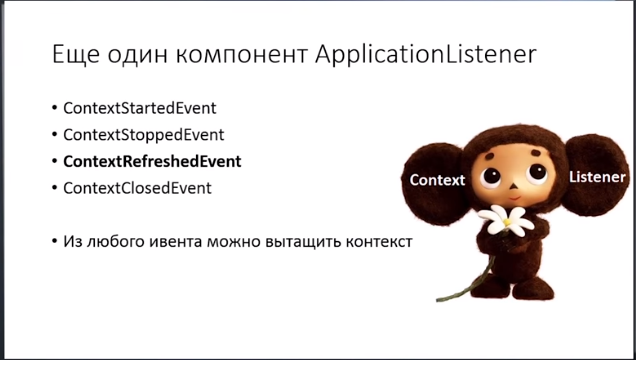 Еще один компонент ApplicationListener
• ContextStartedEvent
• ContextStoppedEvent
• ContextRefreshedEvent
• ContextClosedEvent
• Из любого ивента можно вытащить контекст
Context
Listener